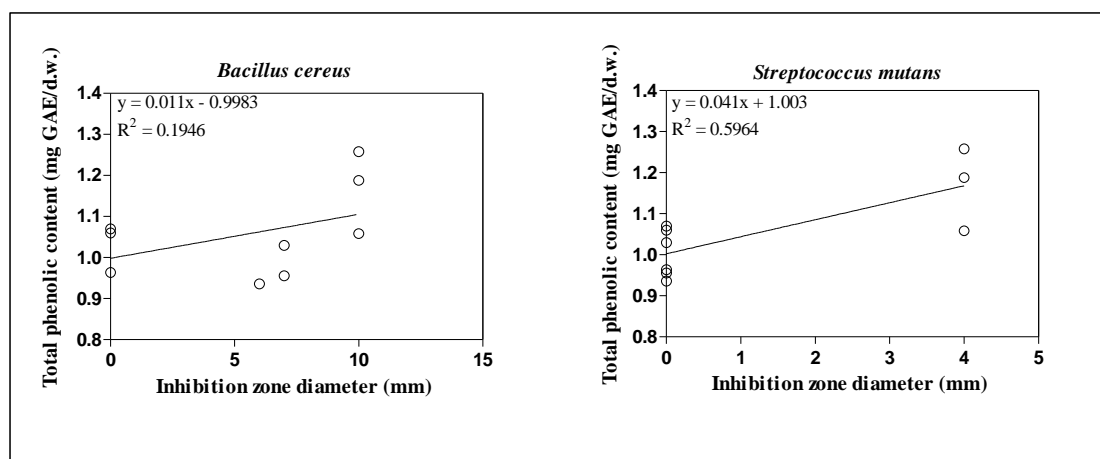 Bacillus cereus
y = 0.011x - 0.9983
R² = 0.1946
Total phenolic content (mg GAE/d.w.)
1.4
1.3
1.2
1.1
1.0
0.9
0.8
0 5 10 15
Inhibition zone diameter (mm)
Streptococcus mutans
y = 0.041x + 1.003
R² = 0.5964
Total phenolic content (mg GAE/d.w.)
1.4
1.3
1.2
1.1
1.0
0.9
0.8
0 1 2 3 4 5
Inhibition zone diameter (mm)